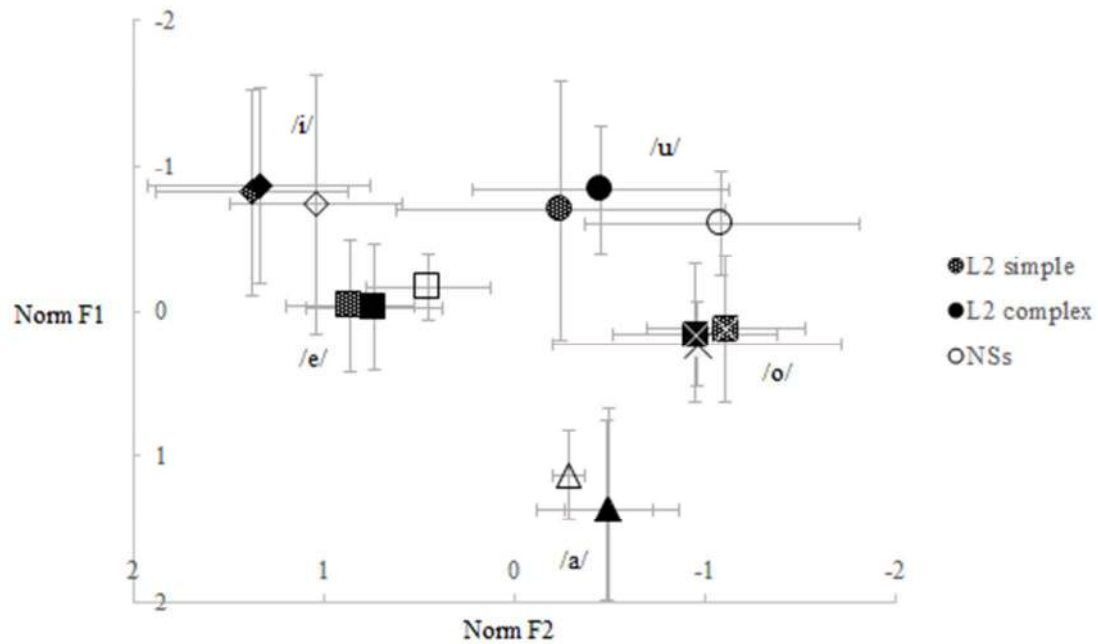 -2
-1
0
1
2
Norm F1
2
1
0
-1
-2
Norm F2
/i/
/u/
/e/
/o/
/a/
L2 simple
L2 complex
NSs